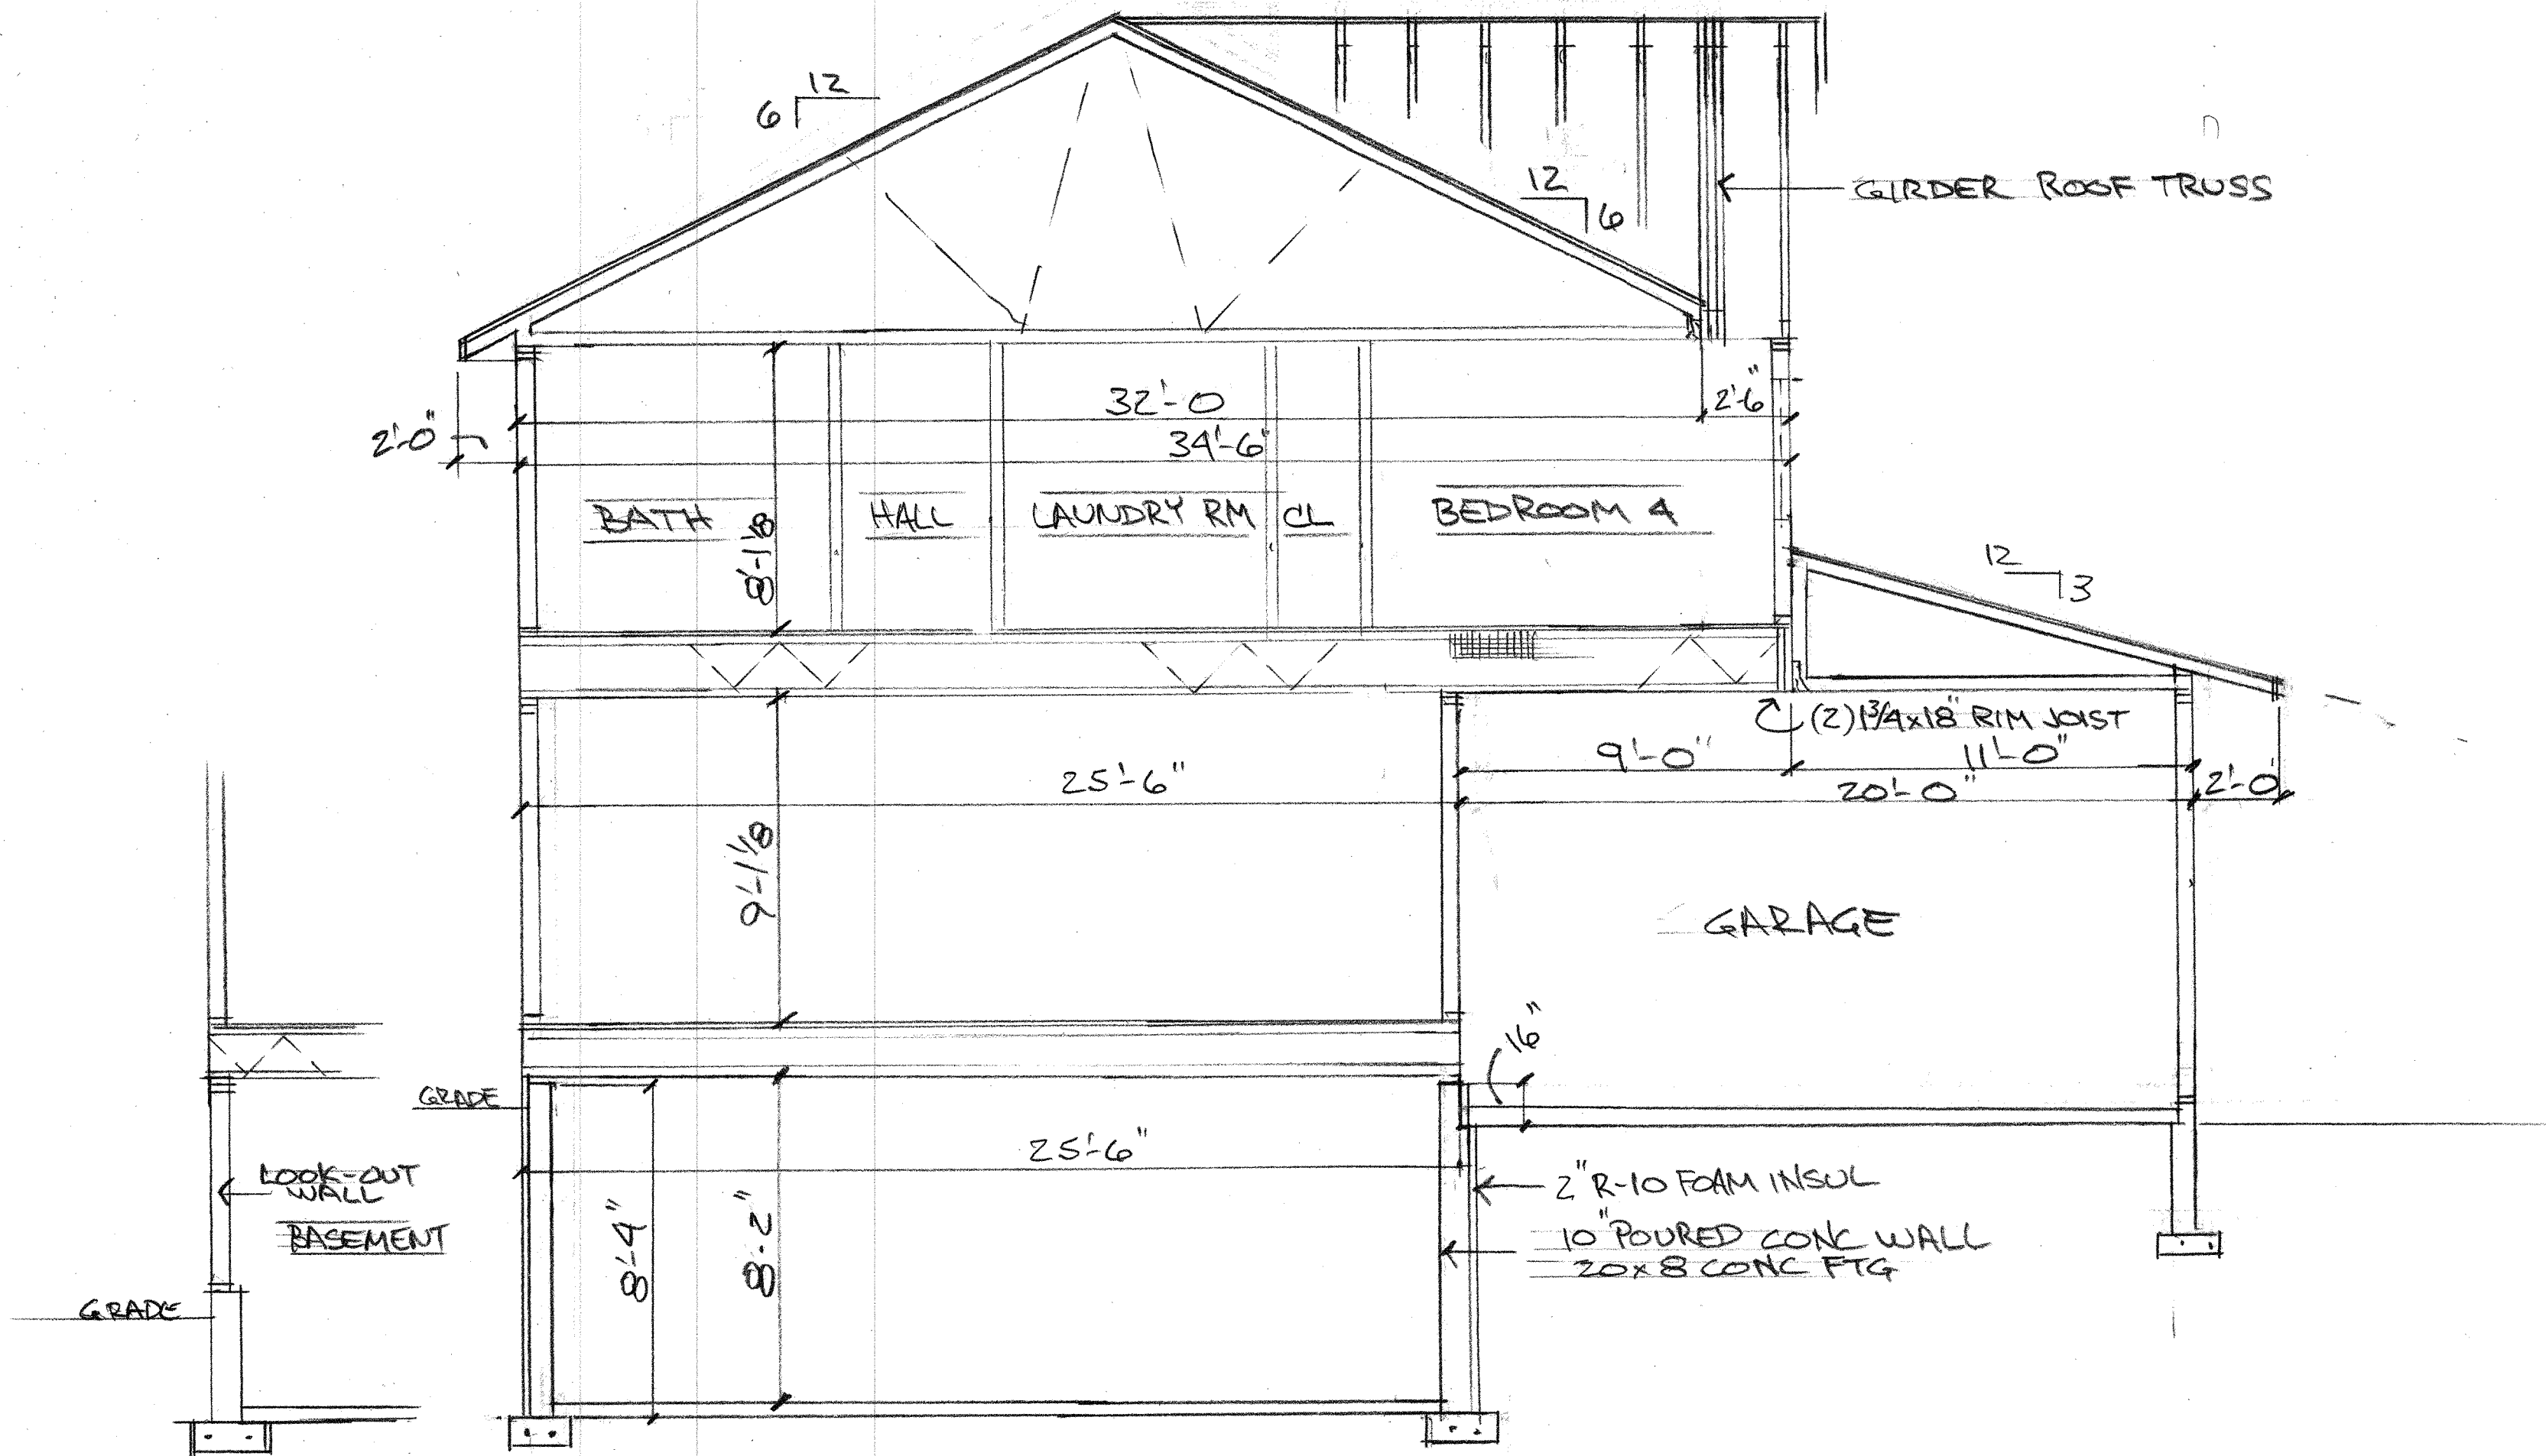 12
6
12
6
GIRDER ROOF TRUSS
32'-0
2'-6"
2'-0"
34'-6"
BATH
8'-1 1/8
HALL
LAUNDRY RM
CL
BEDROOM 4
12
3
(2) 1 3/4 x 18" RIM JOIST
9'-0"
11'-0"
25'-6"
20'-0"
2'-0"
9'-1 1/8
GARAGE
16"
GRADE
25'-6"
LOOK-OUT
WALL
BASEMENT
8'-4"
8'-2"
2" R-10 FOAM INSUL
10" POURED CONC WALL
20x8 CONC FTG
GRADE